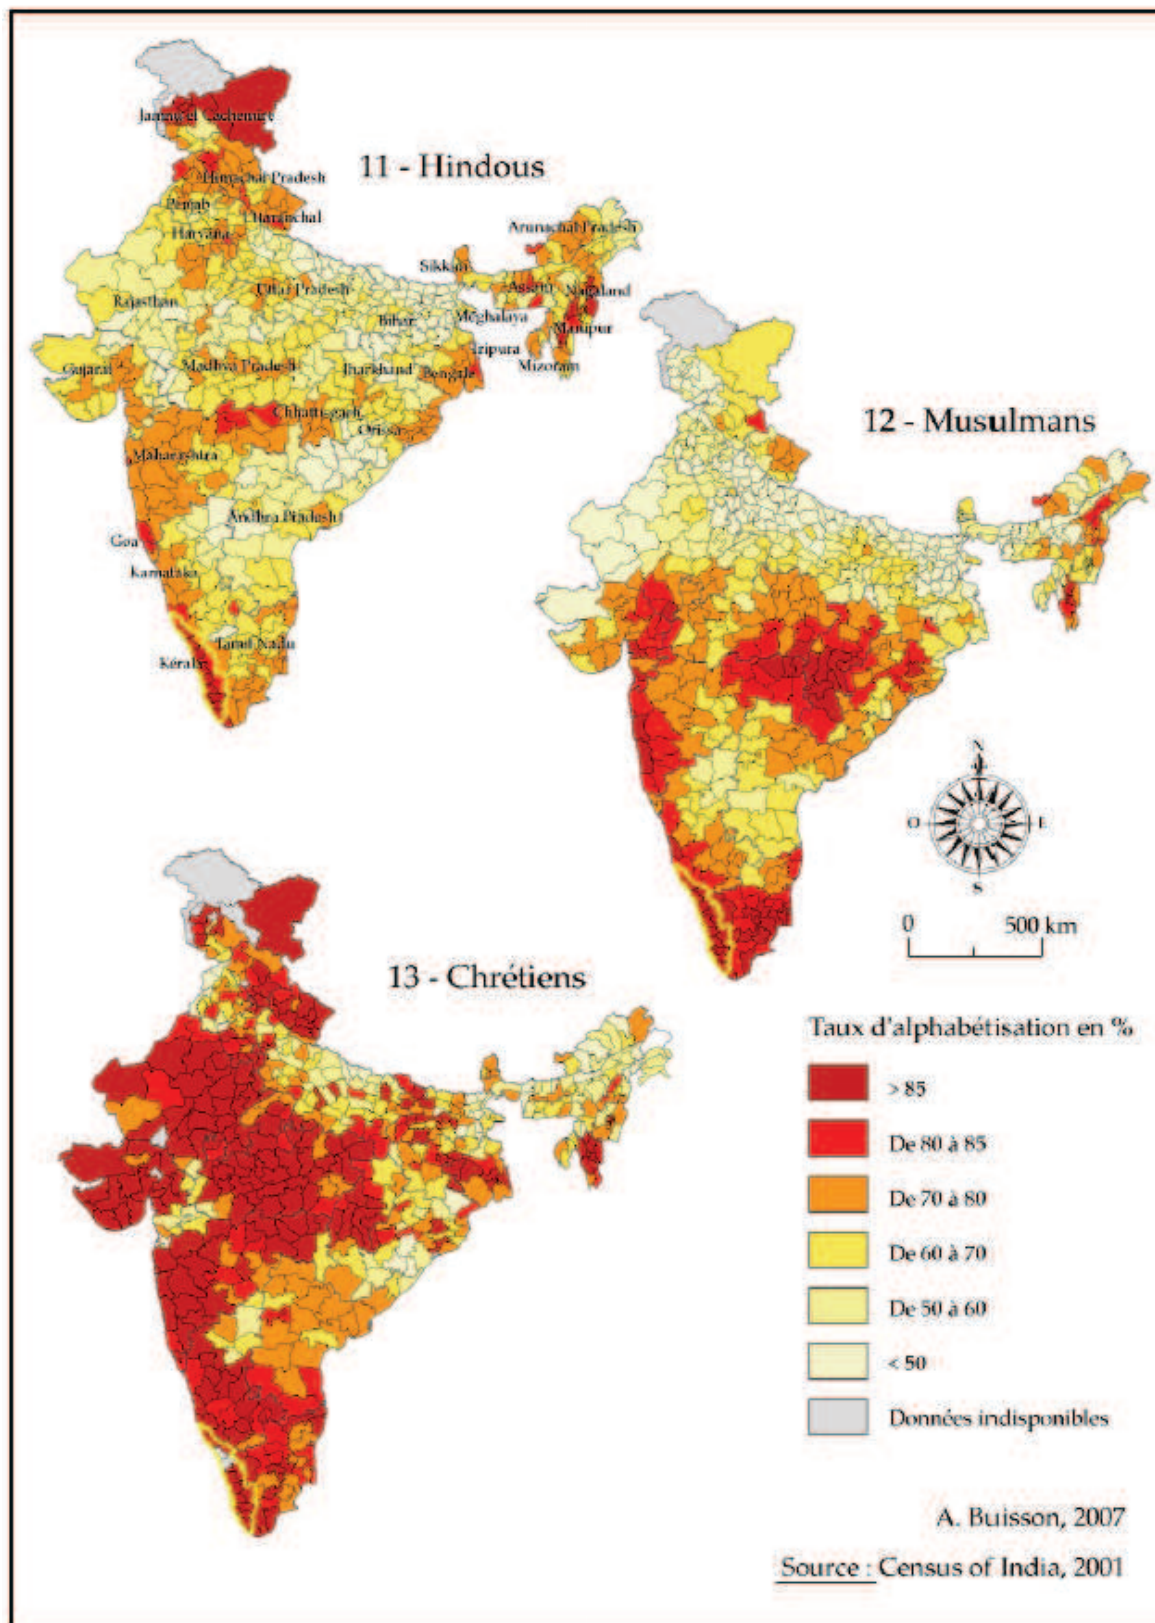 11 - Hindous
Jammu et Cachemire
Himachal Pradesh
Penjab
Uttaranchal
Haryana
Arunachal Pradesh
Sikkim
Rajasthan
Uttar Pradesh
Assam
Nagaland
Bihar
Meghalaya
Manipur
Tripura
Mizoram
Gujarat
Madhya Pradesh
Jharkhand
Bengale
Chhattisgarh
Orissa
Maharashtra
Andhra Pradesh
Goa
Karnataka
Tamil Nadu
Kérala
12 - Musulmans
N
O
E
S
0
500 km
13 - Chrétiens
Taux d'alphabétisation en %
> 85
De 80 à 85
De 70 à 80
De 60 à 70
De 50 à 60
< 50
Données indisponibles
A. Buisson, 2007
Source : Census of India, 2001